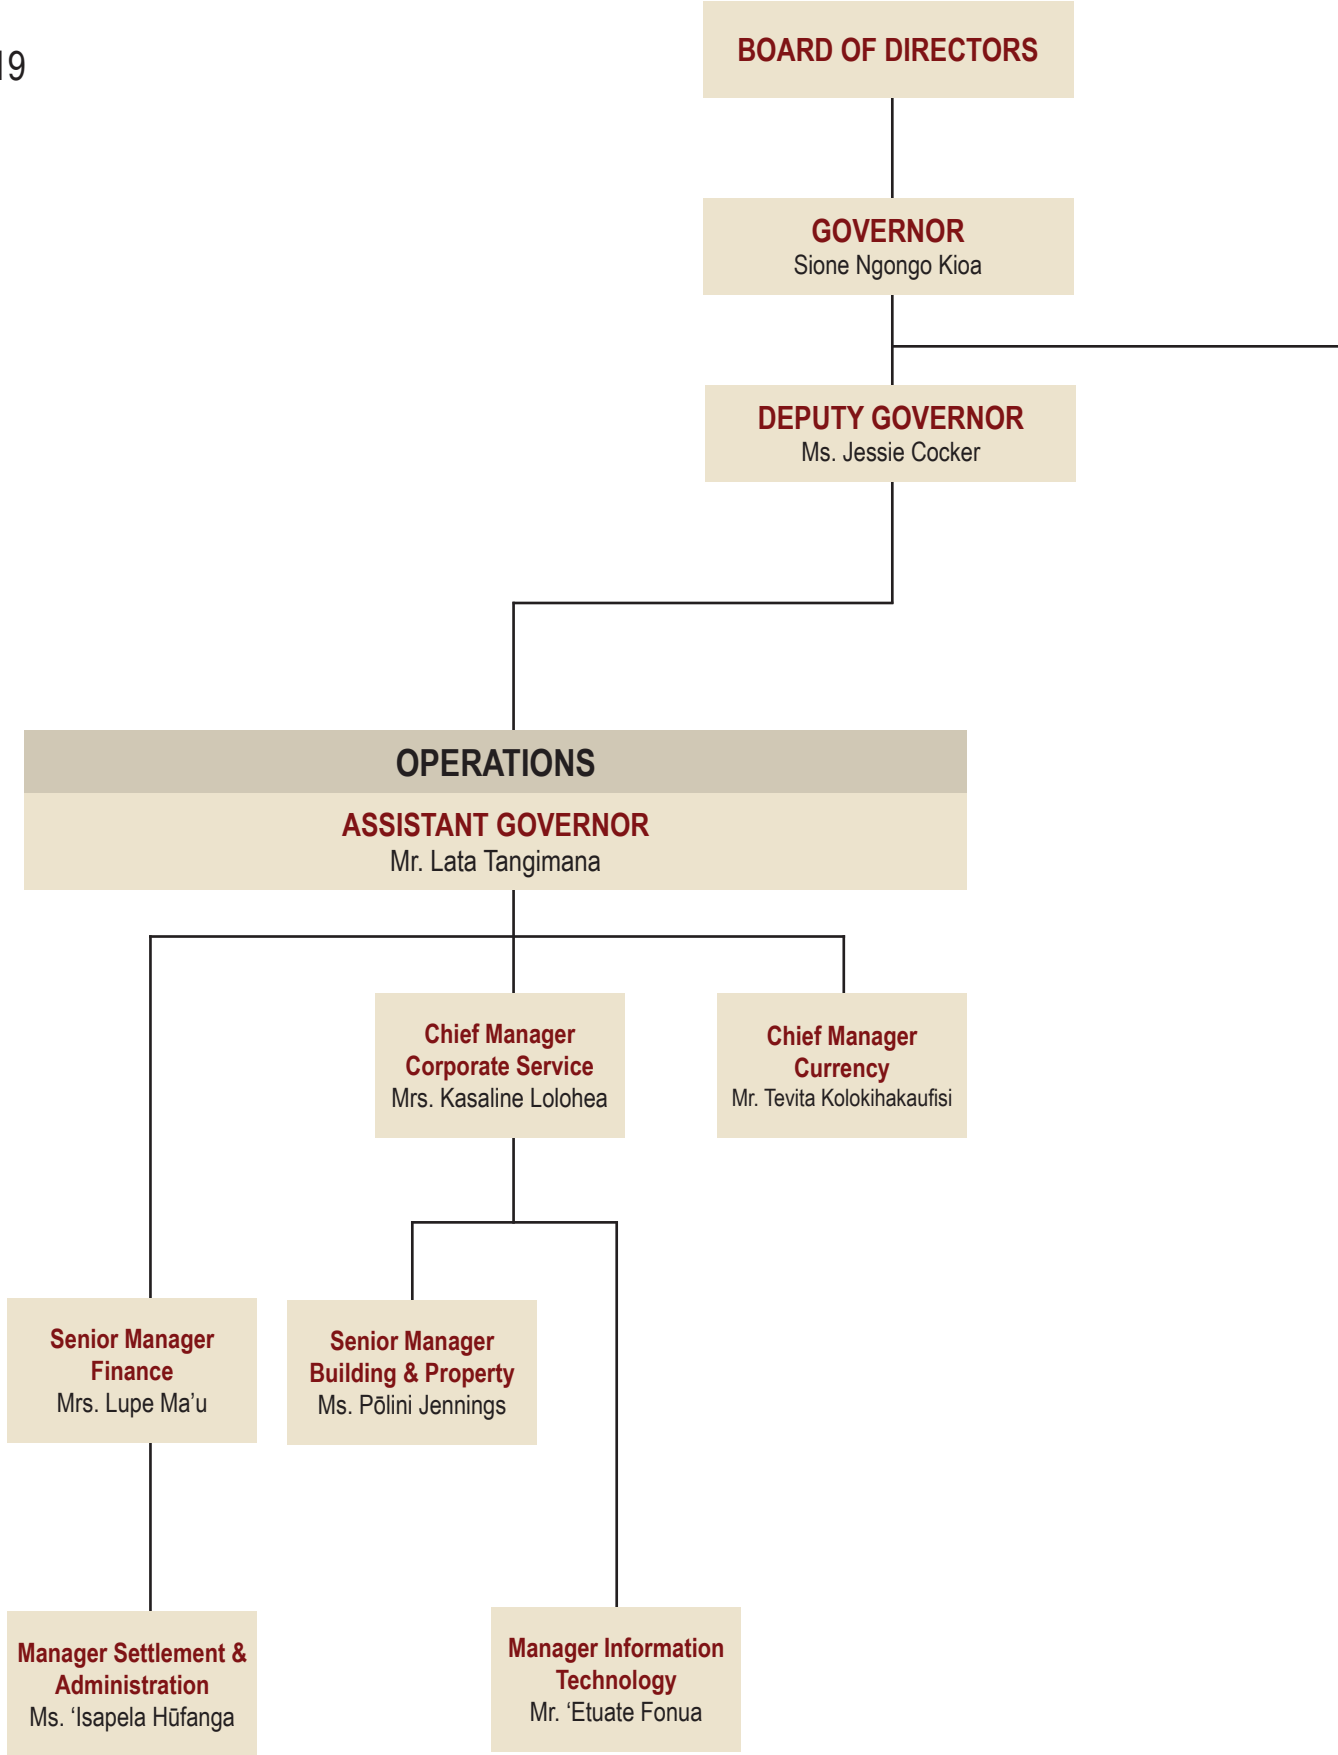 19
BOARD OF DIRECTORS
GOVERNOR
Sione Ngongo Kioa
DEPUTY GOVERNOR
Ms. Jessie Cocker
OPERATIONS
ASSISTANT GOVERNOR
Mr. Lata Tangimana
Chief Manager
Corporate Service
Mrs. Kasaline Lolohea
Chief Manager
Currency
Mr. Tevita Kolokihakaufisi
Senior Manager
Finance
Mrs. Lupe Ma’u
Senior Manager
Building & Property
Ms. Pōlini Jennings
Manager Settlement &
Administration
Ms. ‘Isapela Hūfanga
Manager Information
Technology
Mr. ‘Etuate Fonua